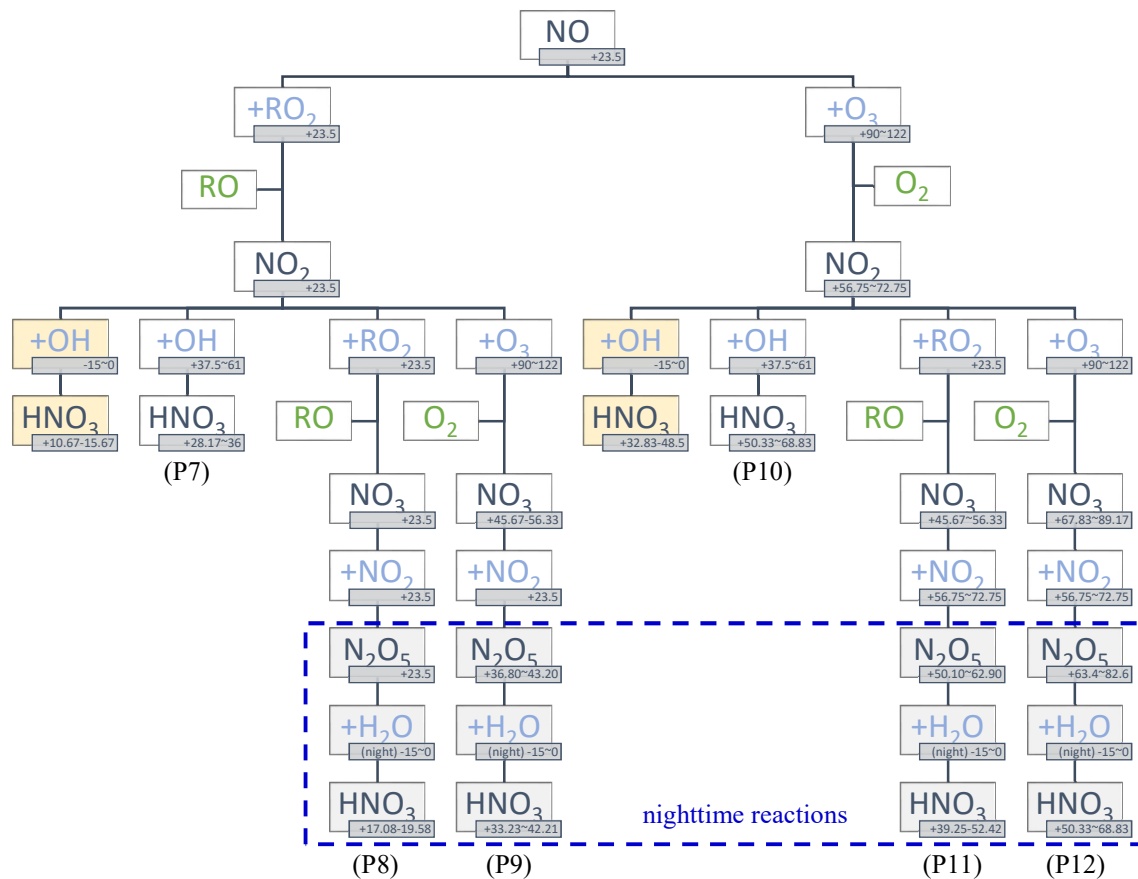 NO
+23.5
+RO2
+23.5
+O3
+90~122
RO
O2
NO2
+23.5
NO2
+56.75~72.75
+OH
-15~0
+OH
+37.5~61
+RO2
+23.5
+O3
+90~122
+OH
-15~0
+OH
+37.5~61
+RO2
+23.5
+O3
+90~122
HNO3
+10.67-15.67
HNO3
+28.17~36
RO
O2
HNO3
+32.83-48.5
HNO3
+50.33~68.83
RO
O2
(P7)
(P10)
NO3
+23.5
NO3
+45.67-56.33
NO3
+45.67~56.33
NO3
+67.83~89.17
+NO2
+23.5
+NO2
+23.5
+NO2
+56.75~72.75
+NO2
+56.75~72.75
N2O5
+23.5
N2O5
+36.80~43.20
N2O5
+50.10~62.90
N2O5
+63.4~82.6
+H2O
(night) -15~0
+H2O
(night) -15~0
+H2O
(night) -15~0
+H2O
(night) -15~0
HNO3
+17.08-19.58
HNO3
+33.23~42.21
nighttime reactions
HNO3
+39.25-52.42
HNO3
+50.33~68.83
(P8)
(P9)
(P11)
(P12)